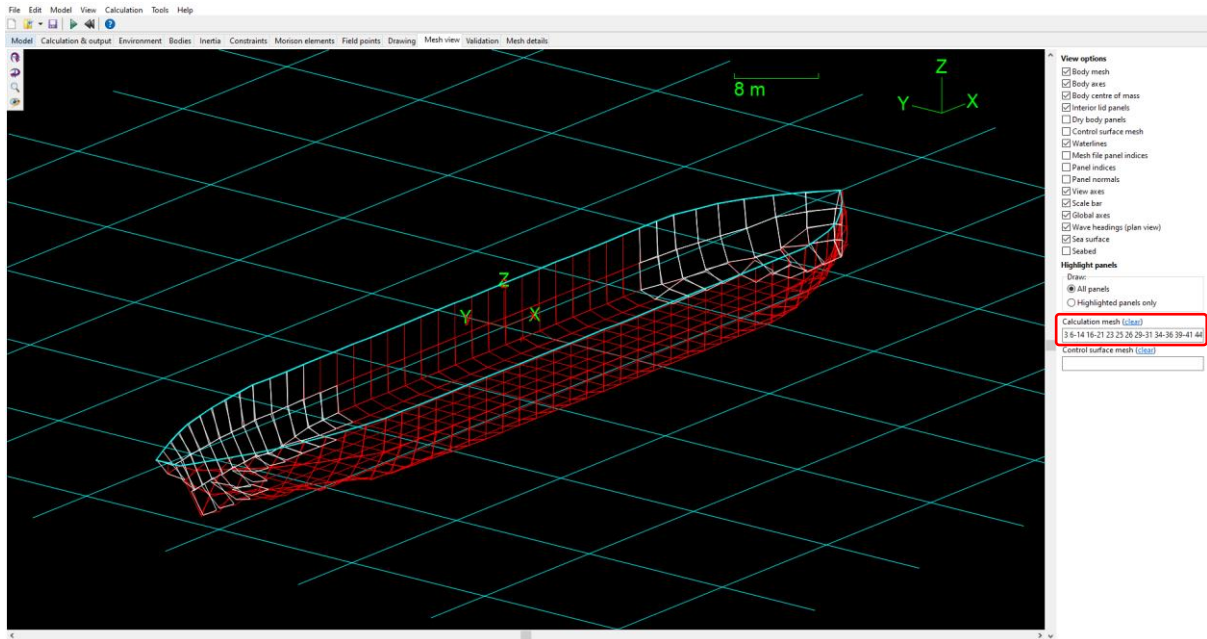 File Edit Model View Calculation Tools Help
Model Calculation & output Environment Bodies Inertia Constraints Morison elements Field points Drawing Mesh view Validation Mesh details
8 m
Z
Y
X
Z
Y
X
View options
Body mesh
Body axes
Body centre of mass
Interior lid panels
Dry body panels
Control surface mesh
Waterlines
Mesh file panel indices
Panel indices
Panel normals
View axes
Scale bar
Global axes
Wave headings (plan view)
Sea surface
Seabed
Highlight panels
Draw:
All panels
Highlighted panels only
Calculation mesh (clear)
3 6-14 16-21 23 25 26 29-31 34-36 39-41 44
Control surface mesh (clear)